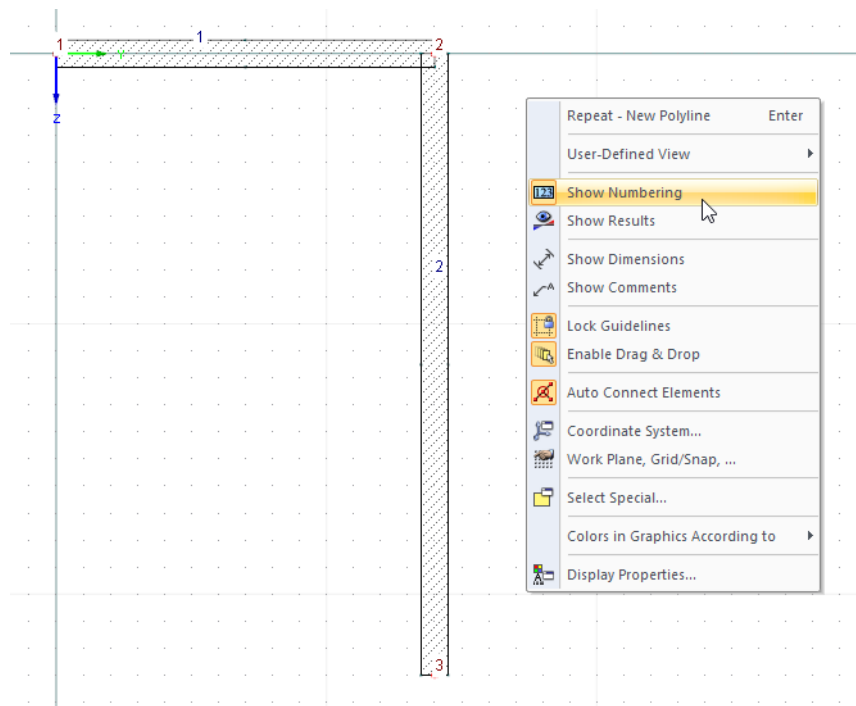 1
1
2
Y
z
2
3
Repeat - New Polyline Enter
User-Defined View
123 Show Numbering
Show Results
Show Dimensions
A Show Comments
Lock Guidelines
Enable Drag & Drop
Auto Connect Elements
Coordinate System...
Work Plane, Grid/Snap, ...
Select Special...
Colors in Graphics According to
A Display Properties...